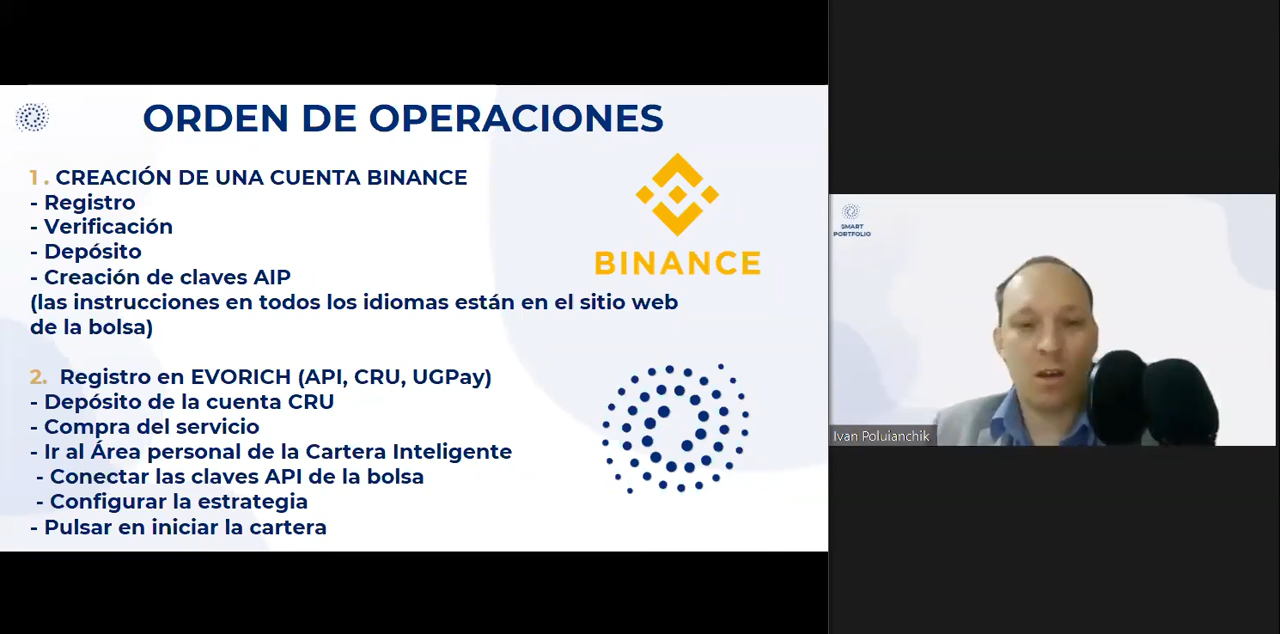 ORDEN DE OPERACIONES
1 . CREACIÓN DE UNA CUENTA BINANCE
- Registro
- Verificación
- Depósito
- Creación de claves AIP
(las instrucciones en todos los idiomas están en el sitio web
de la bolsa)
BINANCE
2. Registro en EVORICH (API, CRU, UGPay)
- Depósito de la cuenta CRU
- Compra del servicio
- Ir al Área personal de la Cartera Inteligente
- Conectar las claves API de la bolsa
- Configurar la estrategia
- Pulsar en iniciar la cartera
SMART
PORTFOLIO
Ivan Poluianchik